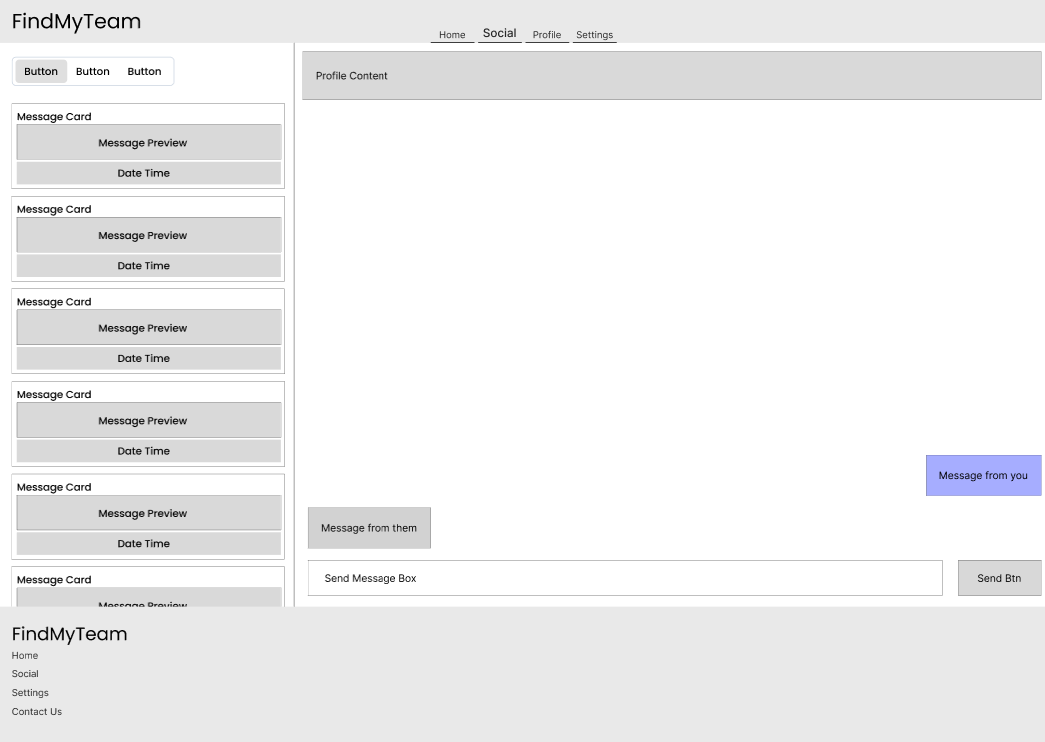 FindMyTeam
Home Social Profile Settings
Button Button Button
Message Card
Message Preview
Date Time
Message Card
Message Preview
Date Time
Message Card
Message Preview
Date Time
Message Card
Message Preview
Date Time
Message Card
Message Preview
Date Time
Message Card
Message Preview
Profile Content
Message from you
Message from them
Send Message Box
Send Btn
FindMyTeam
Home
Social
Settings
Contact Us